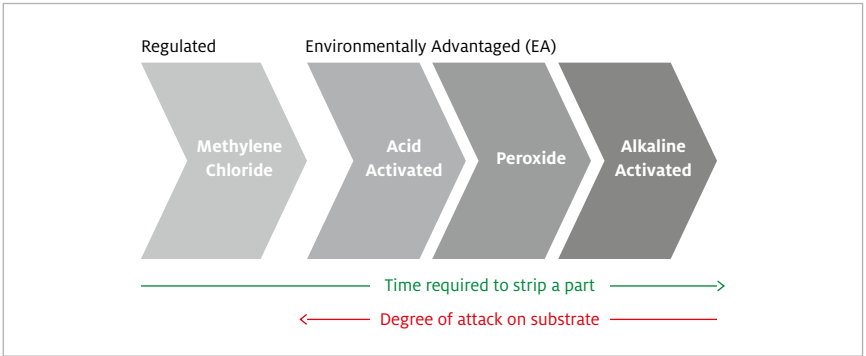 Regulated
Environmentally Advantaged (EA)
Methylene
Chloride
Acid
Activated
Peroxide
Alkaline
Activated
Time required to strip a part
Degree of attack on substrate